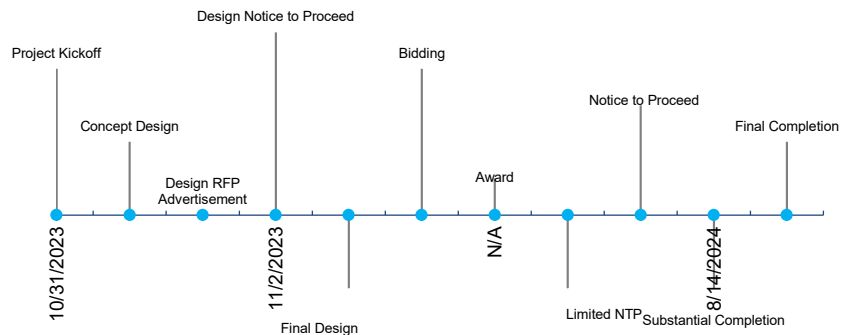 Design Notice to Proceed
Project Kickoff
Bidding
Notice to Proceed
Concept Design
Final Completion
Design RFP
Advertisement
Award
10/31/2023
11/2/2023
N/A
8/14/2024
Limited NTP
Substantial Completion
Final Design